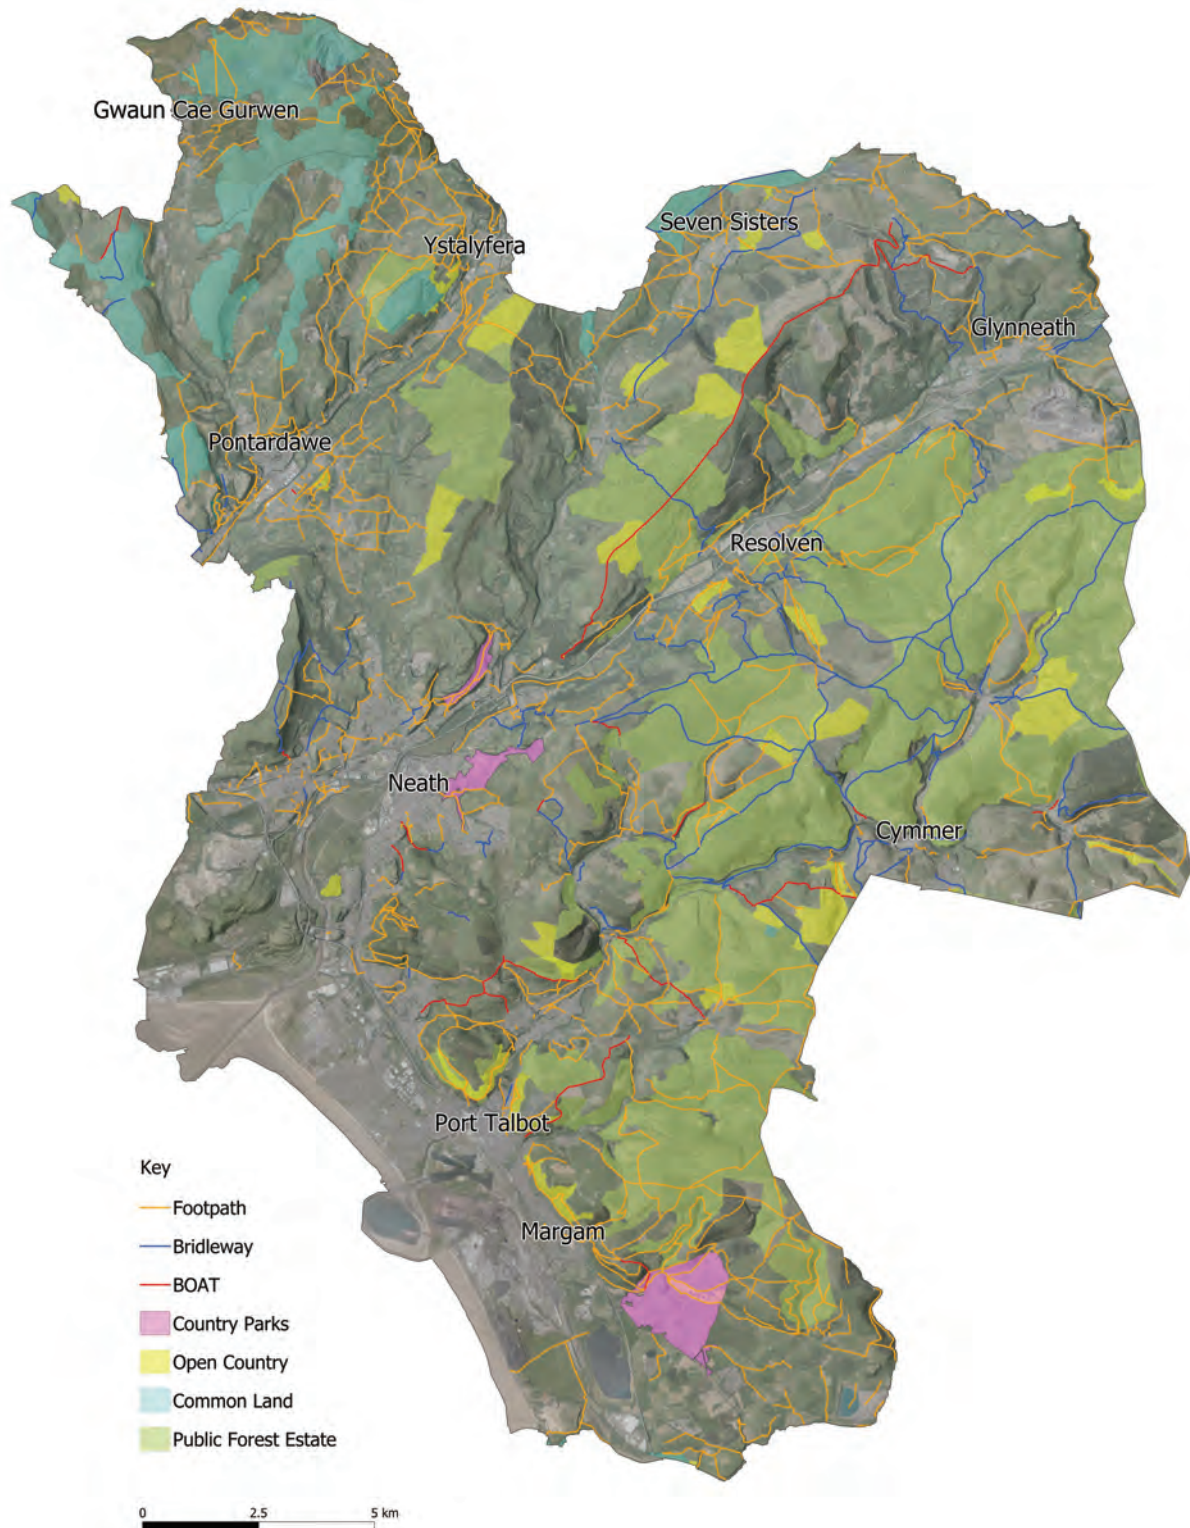 Gwaun Cae Gurwen
Seven Sisters
Ystalyfera
Glynneath
Pontardawe
Resolven
Neath
Cymmer
Port Talbot
Margam
Key
Footpath
Bridleway
BOAT
Country Parks
Open Country
Common Land
Public Forest Estate
0 2.5 5 km